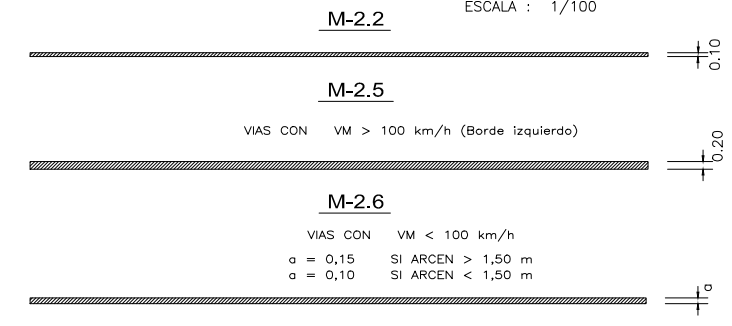 ESCALA : 1/100
M-2.2
0.10
M-2.5
VIAS CON VM > 100 km/h (Borde izquierdo)
0.20
M-2.6
VIAS CON VM < 100 km/h
a = 0,15 SI ARCEN > 1,50 m
a = 0,10 SI ARCEN < 1,50 m
a